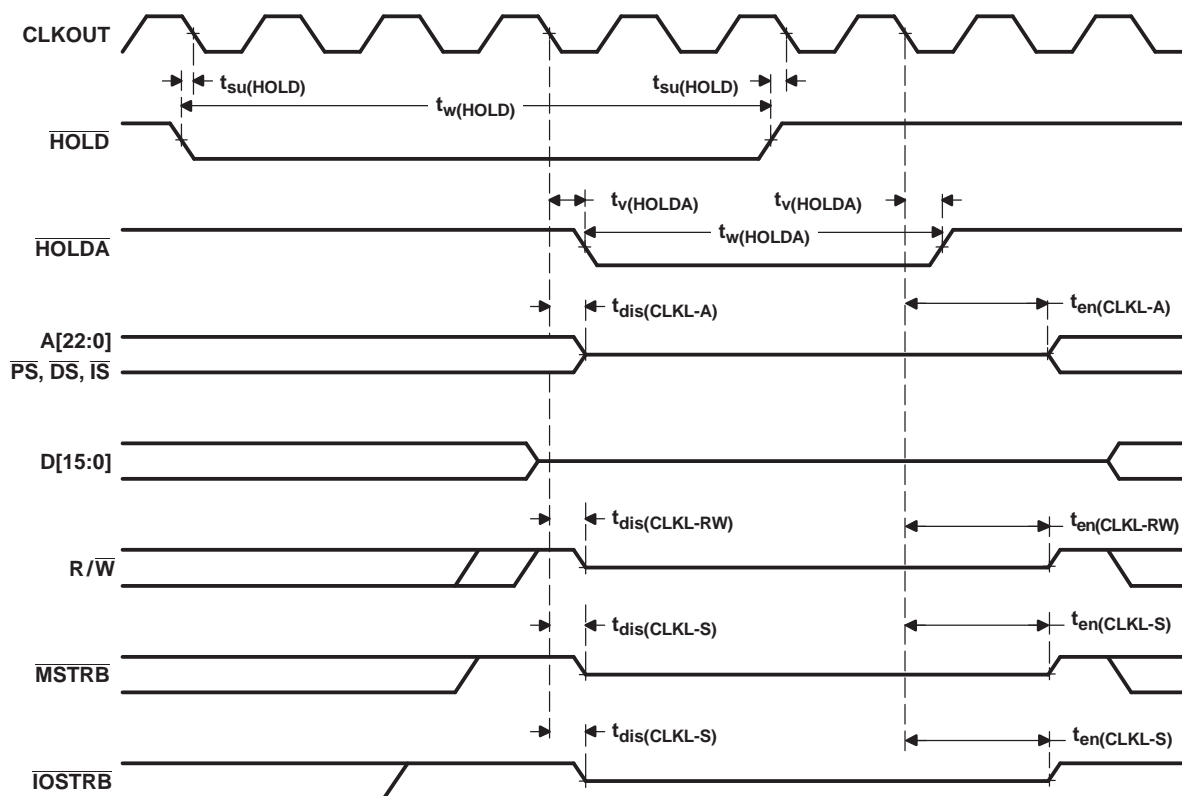 CLKOUT
tsu(HOLD) tsu(HOLD)
tw(HOLD)
HOLD
tv(HOLDA) tv(HOLDA)
tw(HOLDA)
HOLDA
tdis(CLKL-A) ten(CLKL-A)
A[22:0]
PS, DS, IS
D[15:0]
tdis(CLKL-RW) ten(CLKL-RW)
R/W
tdis(CLKL-S) ten(CLKL-S)
MSTRB
tdis(CLKL-S) ten(CLKL-S)
IOSTRB